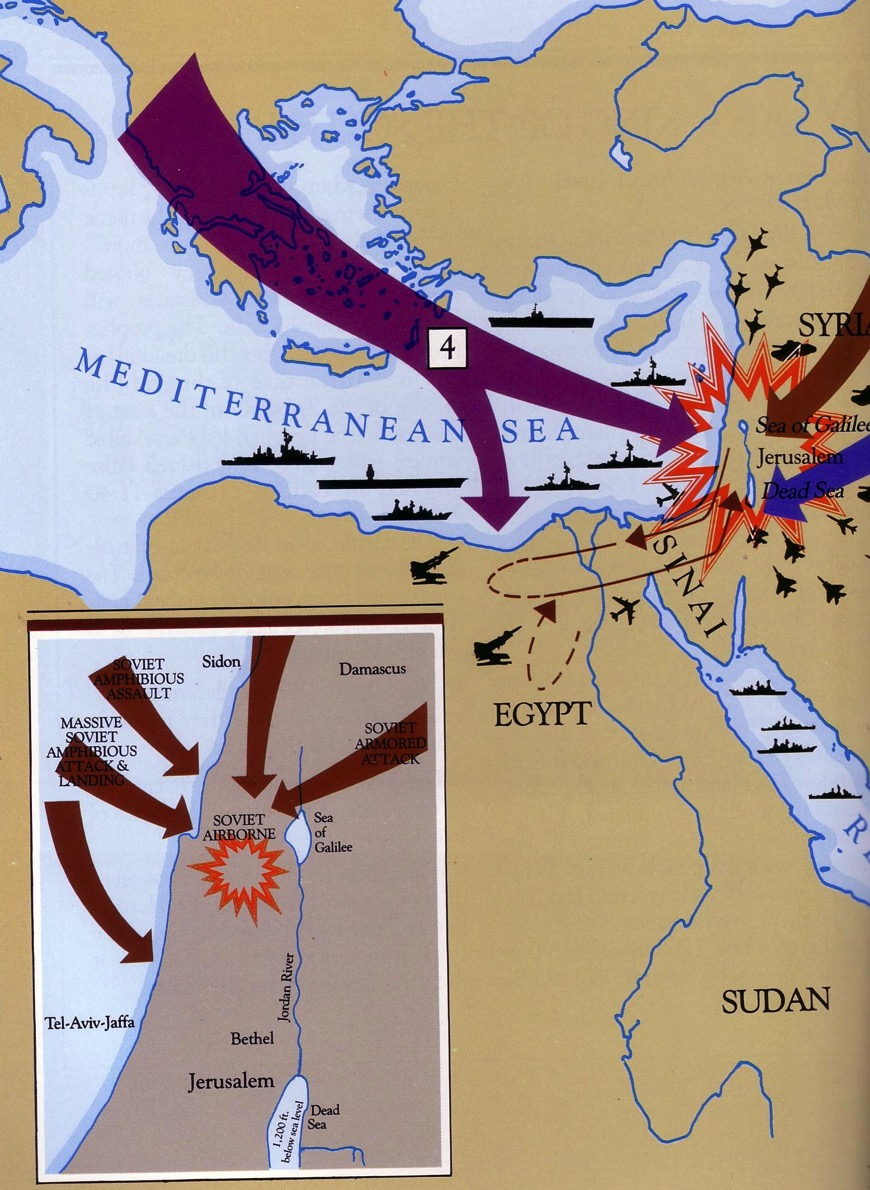 4
SYRIA
MEDITERRANEAN SEA
Sea of Galilee
Jerusalem
Dead Sea
SINAI
EGYPT
SUDAN
SOVIET
AMPHIBIOUS
ASSAULT
Sidon
Damascus
MASSIVE
SOVIET
AMPHIBIOUS
ATTACK &
LANDING
SOVIET
ARMORED
ATTACK
SOVIET
AIRBORNE
Sea
of
Galilee
Jordan River
Tel-Aviv-Jaffa
Bethel
Jerusalem
1,200 ft.
below sea level
Dead
Sea